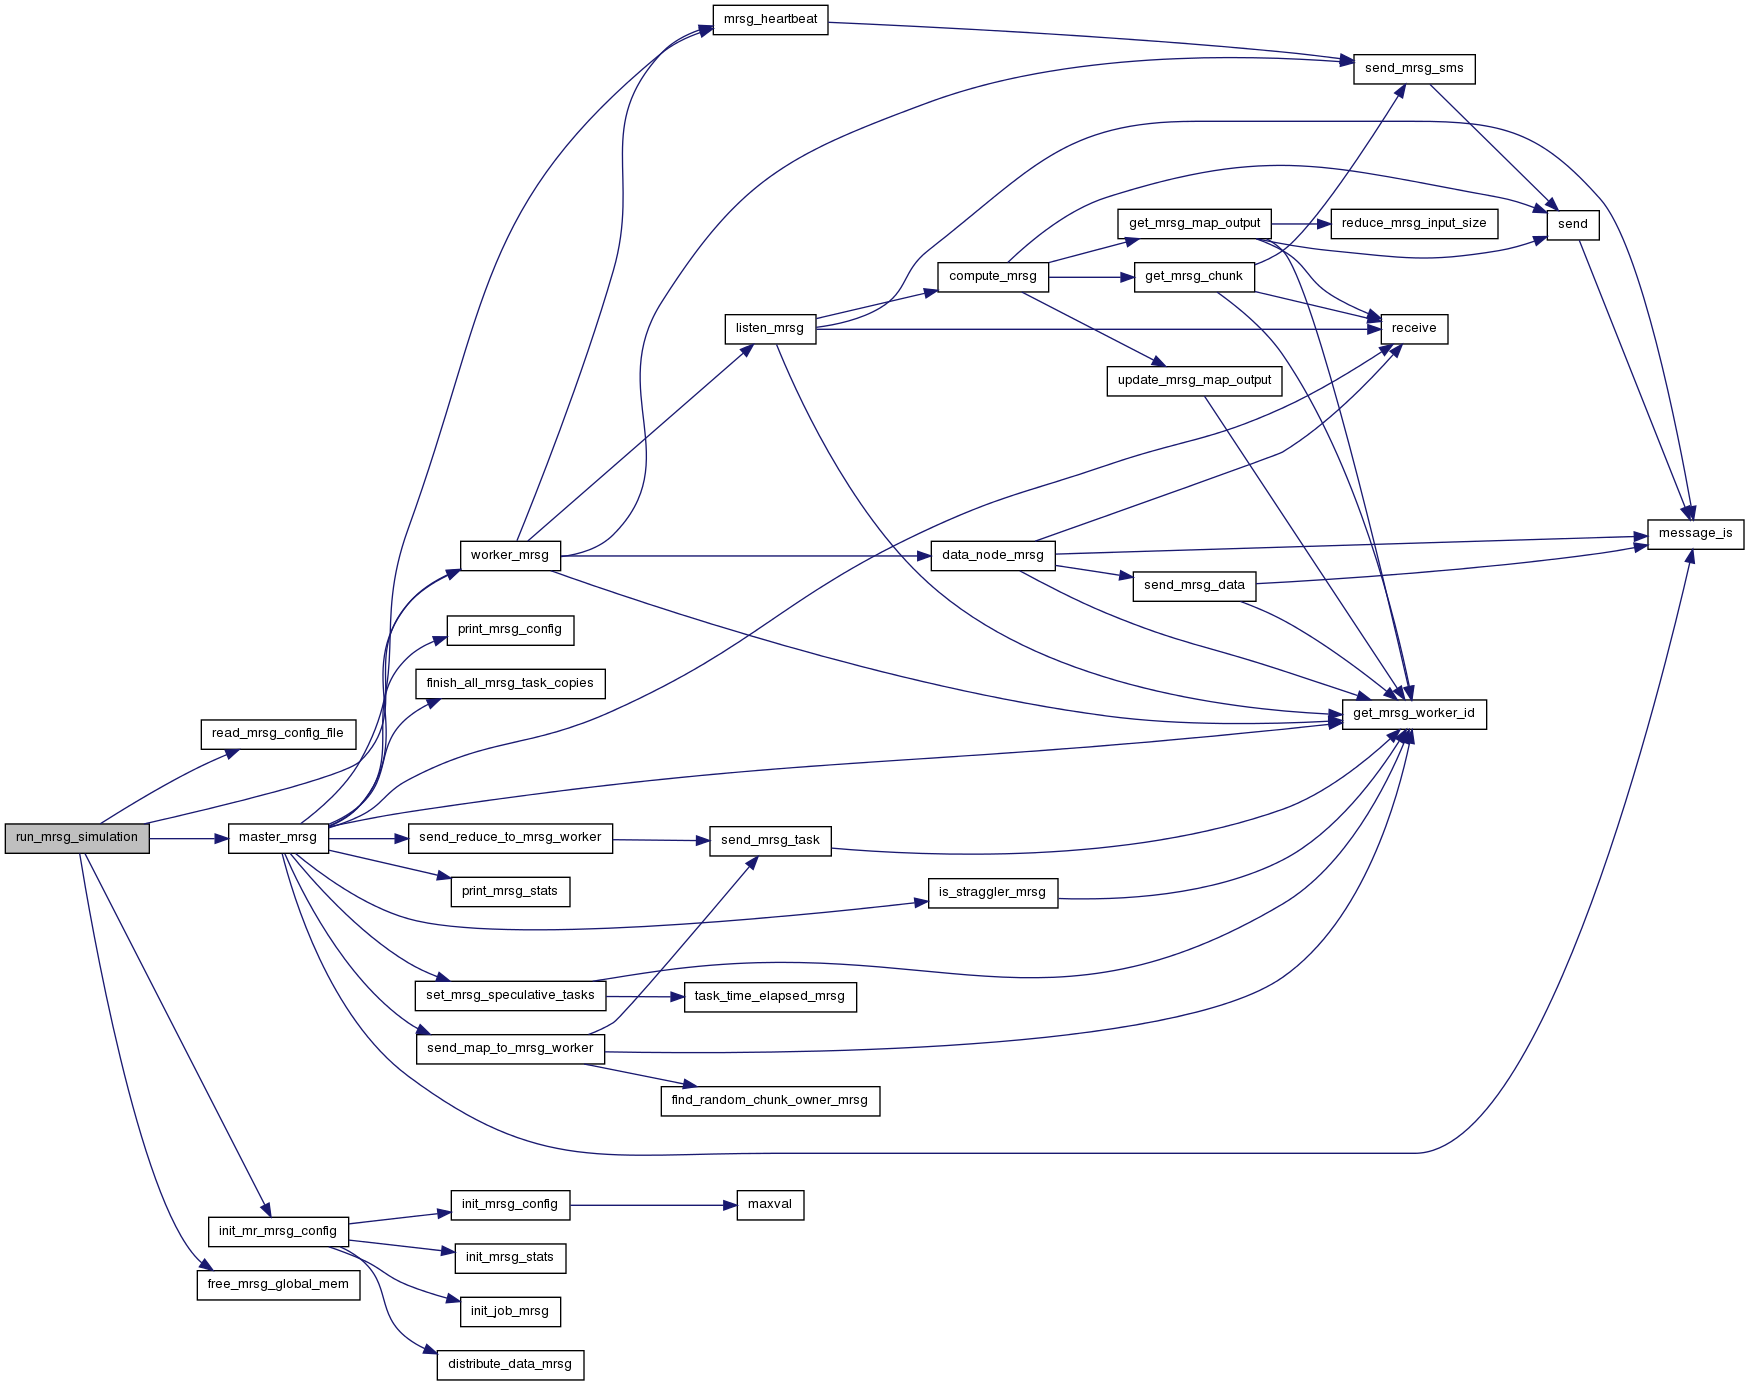 mrsg_heartbeat
send_mrsg_sms
get_mrsg_map_output
reduce_mrsg_input_size
send
compute_mrsg
get_mrsg_chunk
listen_mrsg
receive
update_mrsg_map_output
message_is
worker_mrsg
data_node_mrsg
send_mrsg_data
print_mrsg_config
finish_all_mrsg_task_copies
get_mrsg_worker_id
read_mrsg_config_file
run_mrsg_simulation
master_mrsg
send_reduce_to_mrsg_worker
send_mrsg_task
print_mrsg_stats
is_straggler_mrsg
set_mrsg_speculative_tasks
task_time_elapsed_mrsg
send_map_to_mrsg_worker
find_random_chunk_owner_mrsg
init_mrsg_config
maxval
init_mr_mrsg_config
init_mrsg_stats
free_mrsg_global_mem
init_job_mrsg
distribute_data_mrsg